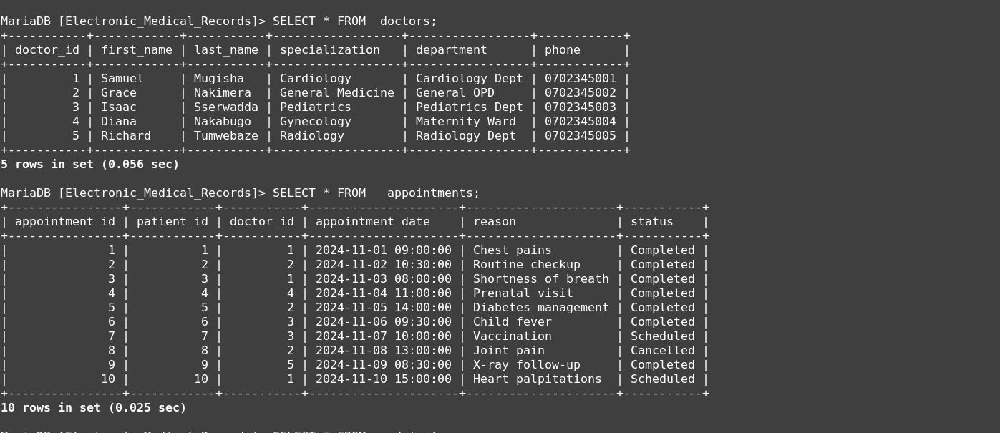 MariaDB [Electronic_Medical_Records]> SELECT * FROM  doctors;
+-----------+------------+-----------+------------------+-----------------+------------+
| doctor_id | first_name | last_name | specialization   | department      | phone      |
+-----------+------------+-----------+------------------+-----------------+------------+
|         1 | Samuel     | Mugisha   | Cardiology       | Cardiology Dept | 0702345001 |
|         2 | Grace      | Nakimera  | General Medicine | General OPD     | 0702345002 |
|         3 | Isaac      | Sserwadda | Pediatrics       | Pediatrics Dept | 0702345003 |
|         4 | Diana      | Nakabugo  | Gynecology       | Maternity Ward  | 0702345004 |
|         5 | Richard    | Tumwebaze | Radiology        | Radiology Dept  | 0702345005 |
+-----------+------------+-----------+------------------+-----------------+------------+
5 rows in set (0.056 sec)
MariaDB [Electronic_Medical_Records]> SELECT * FROM   appointments;
+----------------+------------+-----------+---------------------+---------------------+-----------+
| appointment_id | patient_id | doctor_id | appointment_date    | reason              | status    |
+----------------+------------+-----------+---------------------+---------------------+-----------+
|              1 |          1 |         1 | 2024-11-01 09:00:00 | Chest pains         | Completed |
|              2 |          2 |         2 | 2024-11-02 10:30:00 | Routine checkup     | Completed |
|              3 |          3 |         1 | 2024-11-03 08:00:00 | Shortness of breath | Completed |
|              4 |          4 |         4 | 2024-11-04 11:00:00 | Prenatal visit      | Completed |
|              5 |          5 |         2 | 2024-11-05 14:00:00 | Diabetes management | Completed |
|              6 |          6 |         3 | 2024-11-06 09:30:00 | Child fever         | Completed |
|              7 |          7 |         3 | 2024-11-07 10:00:00 | Vaccination         | Scheduled |
|              8 |          8 |         2 | 2024-11-08 13:00:00 | Joint pain          | Cancelled |
|              9 |          9 |         5 | 2024-11-09 08:30:00 | X-ray follow-up     | Completed |
|             10 |         10 |         1 | 2024-11-10 15:00:00 | Heart palpitations  | Scheduled |
+----------------+------------+-----------+---------------------+---------------------+-----------+
10 rows in set (0.025 sec)
MariaDB [Electronic_Medical_Records]> SELECT * FROM